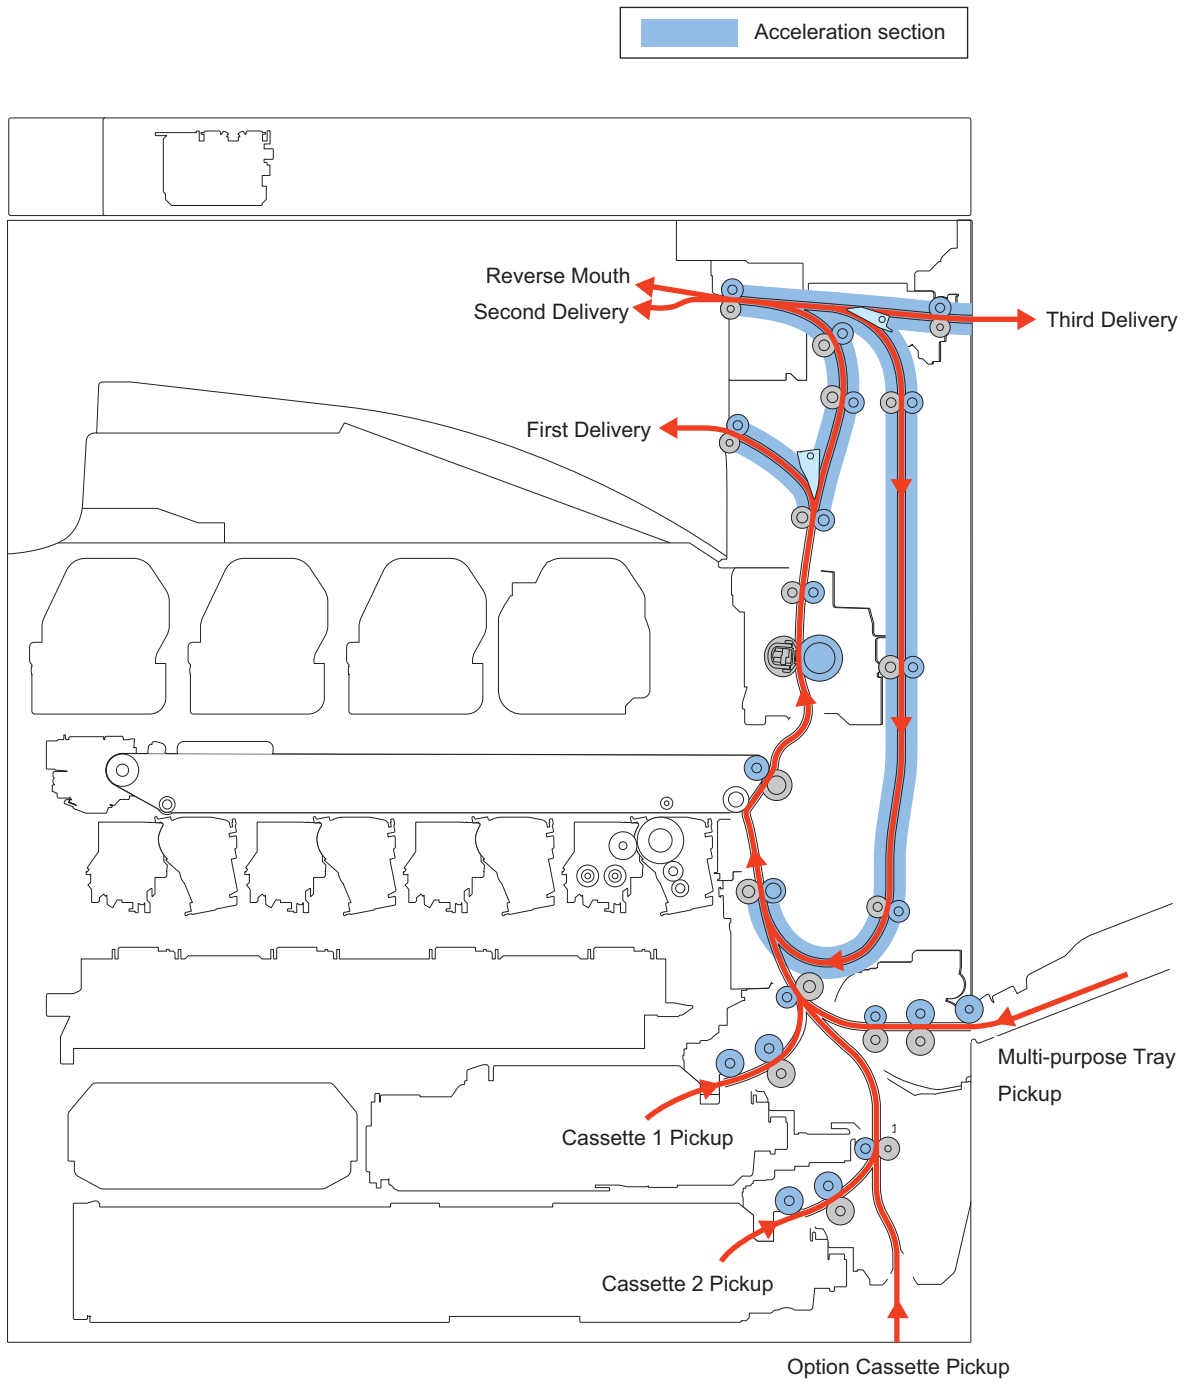 Acceleration section
Reverse Mouth
Second Delivery
Third Delivery
First Delivery
Multi-purpose Tray
Pickup
Cassette 1 Pickup
Cassette 2 Pickup
Option Cassette Pickup